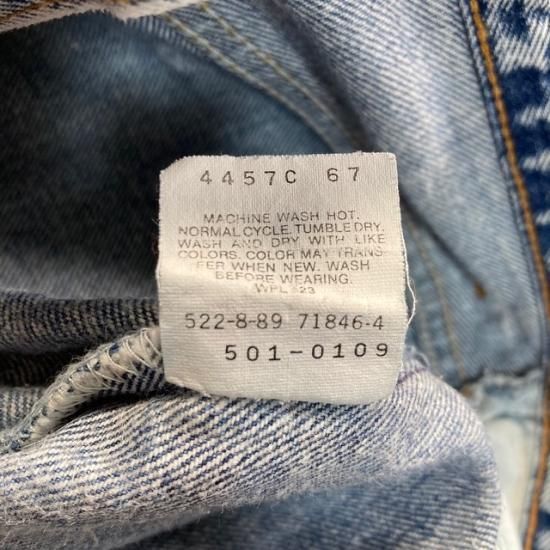 4457C 67
MACHINE WASH HOT.
NORMAL CYCLE. TUMBLE DRY.
WASH AND DRY WITH LIKE
COLORS. COLOR MAY TRANS
FER WHEN NEW. WASH
BEFORE WEARING.
WPL 423
522-8-89 71846-4
501-0109